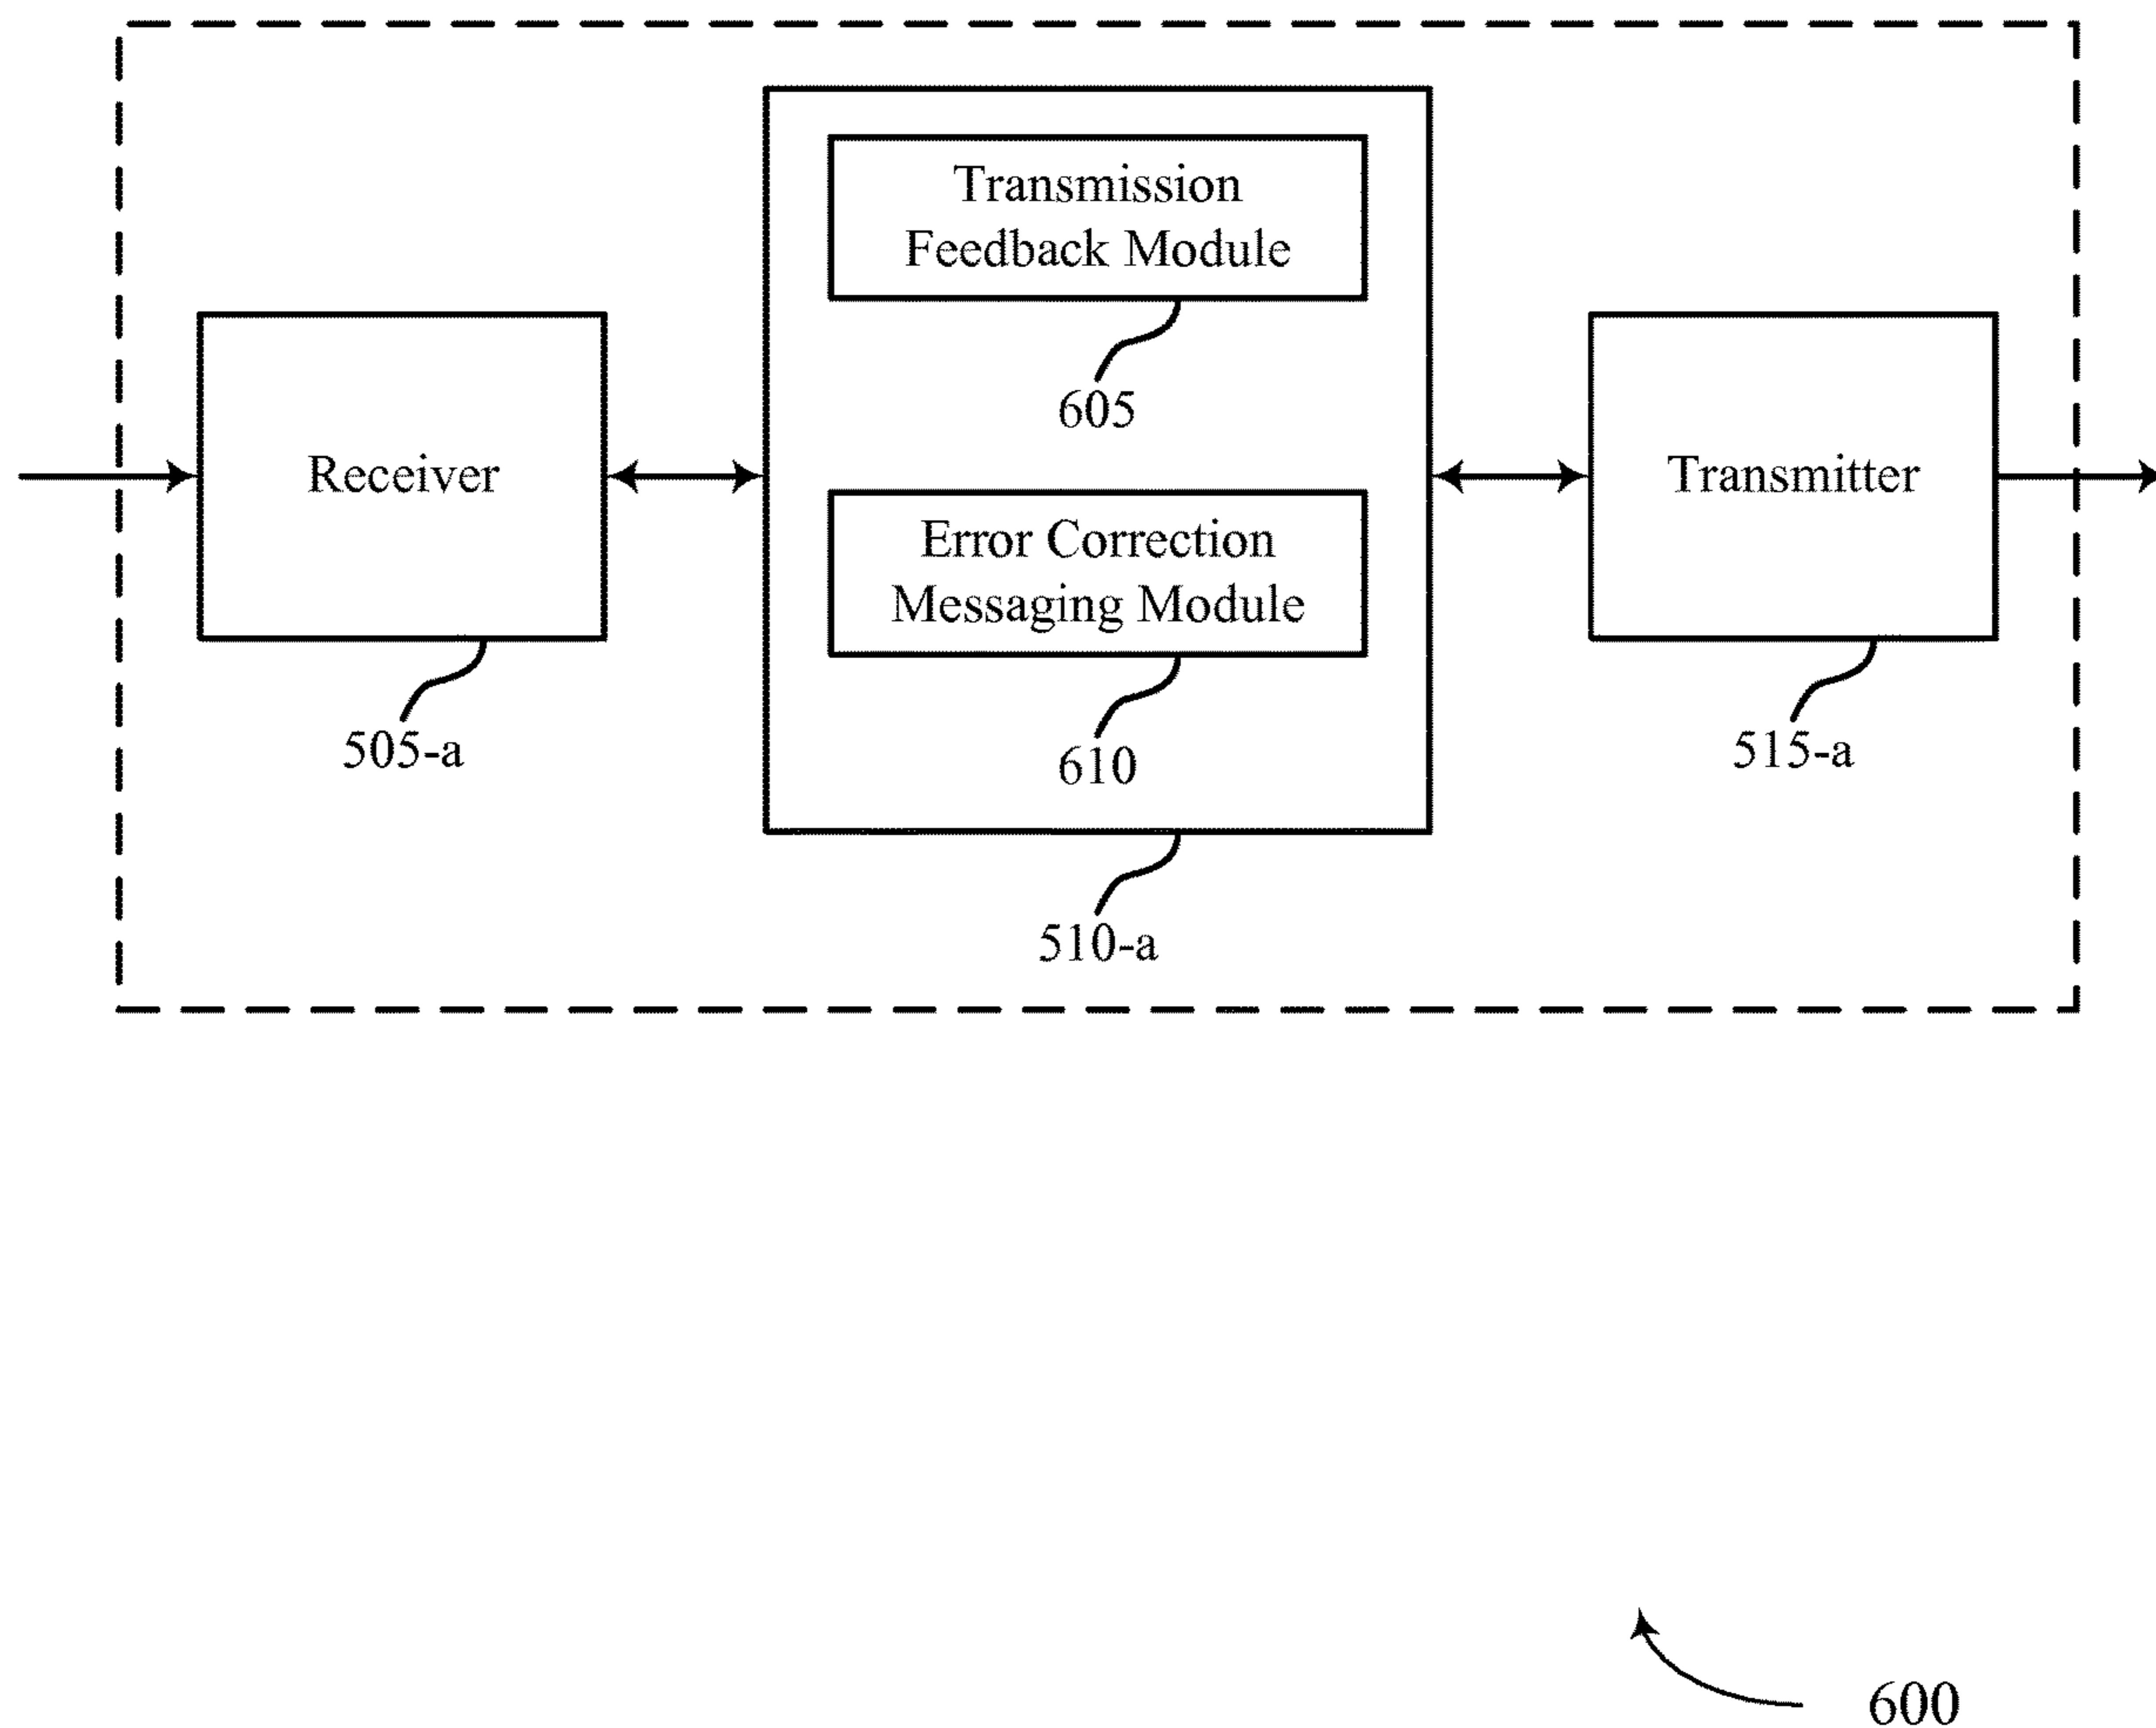 Transmission
Feedback Module
605
Receiver
Error Correction
Messaging Module
Transmitter
505-a
610
515-a
510-a
600